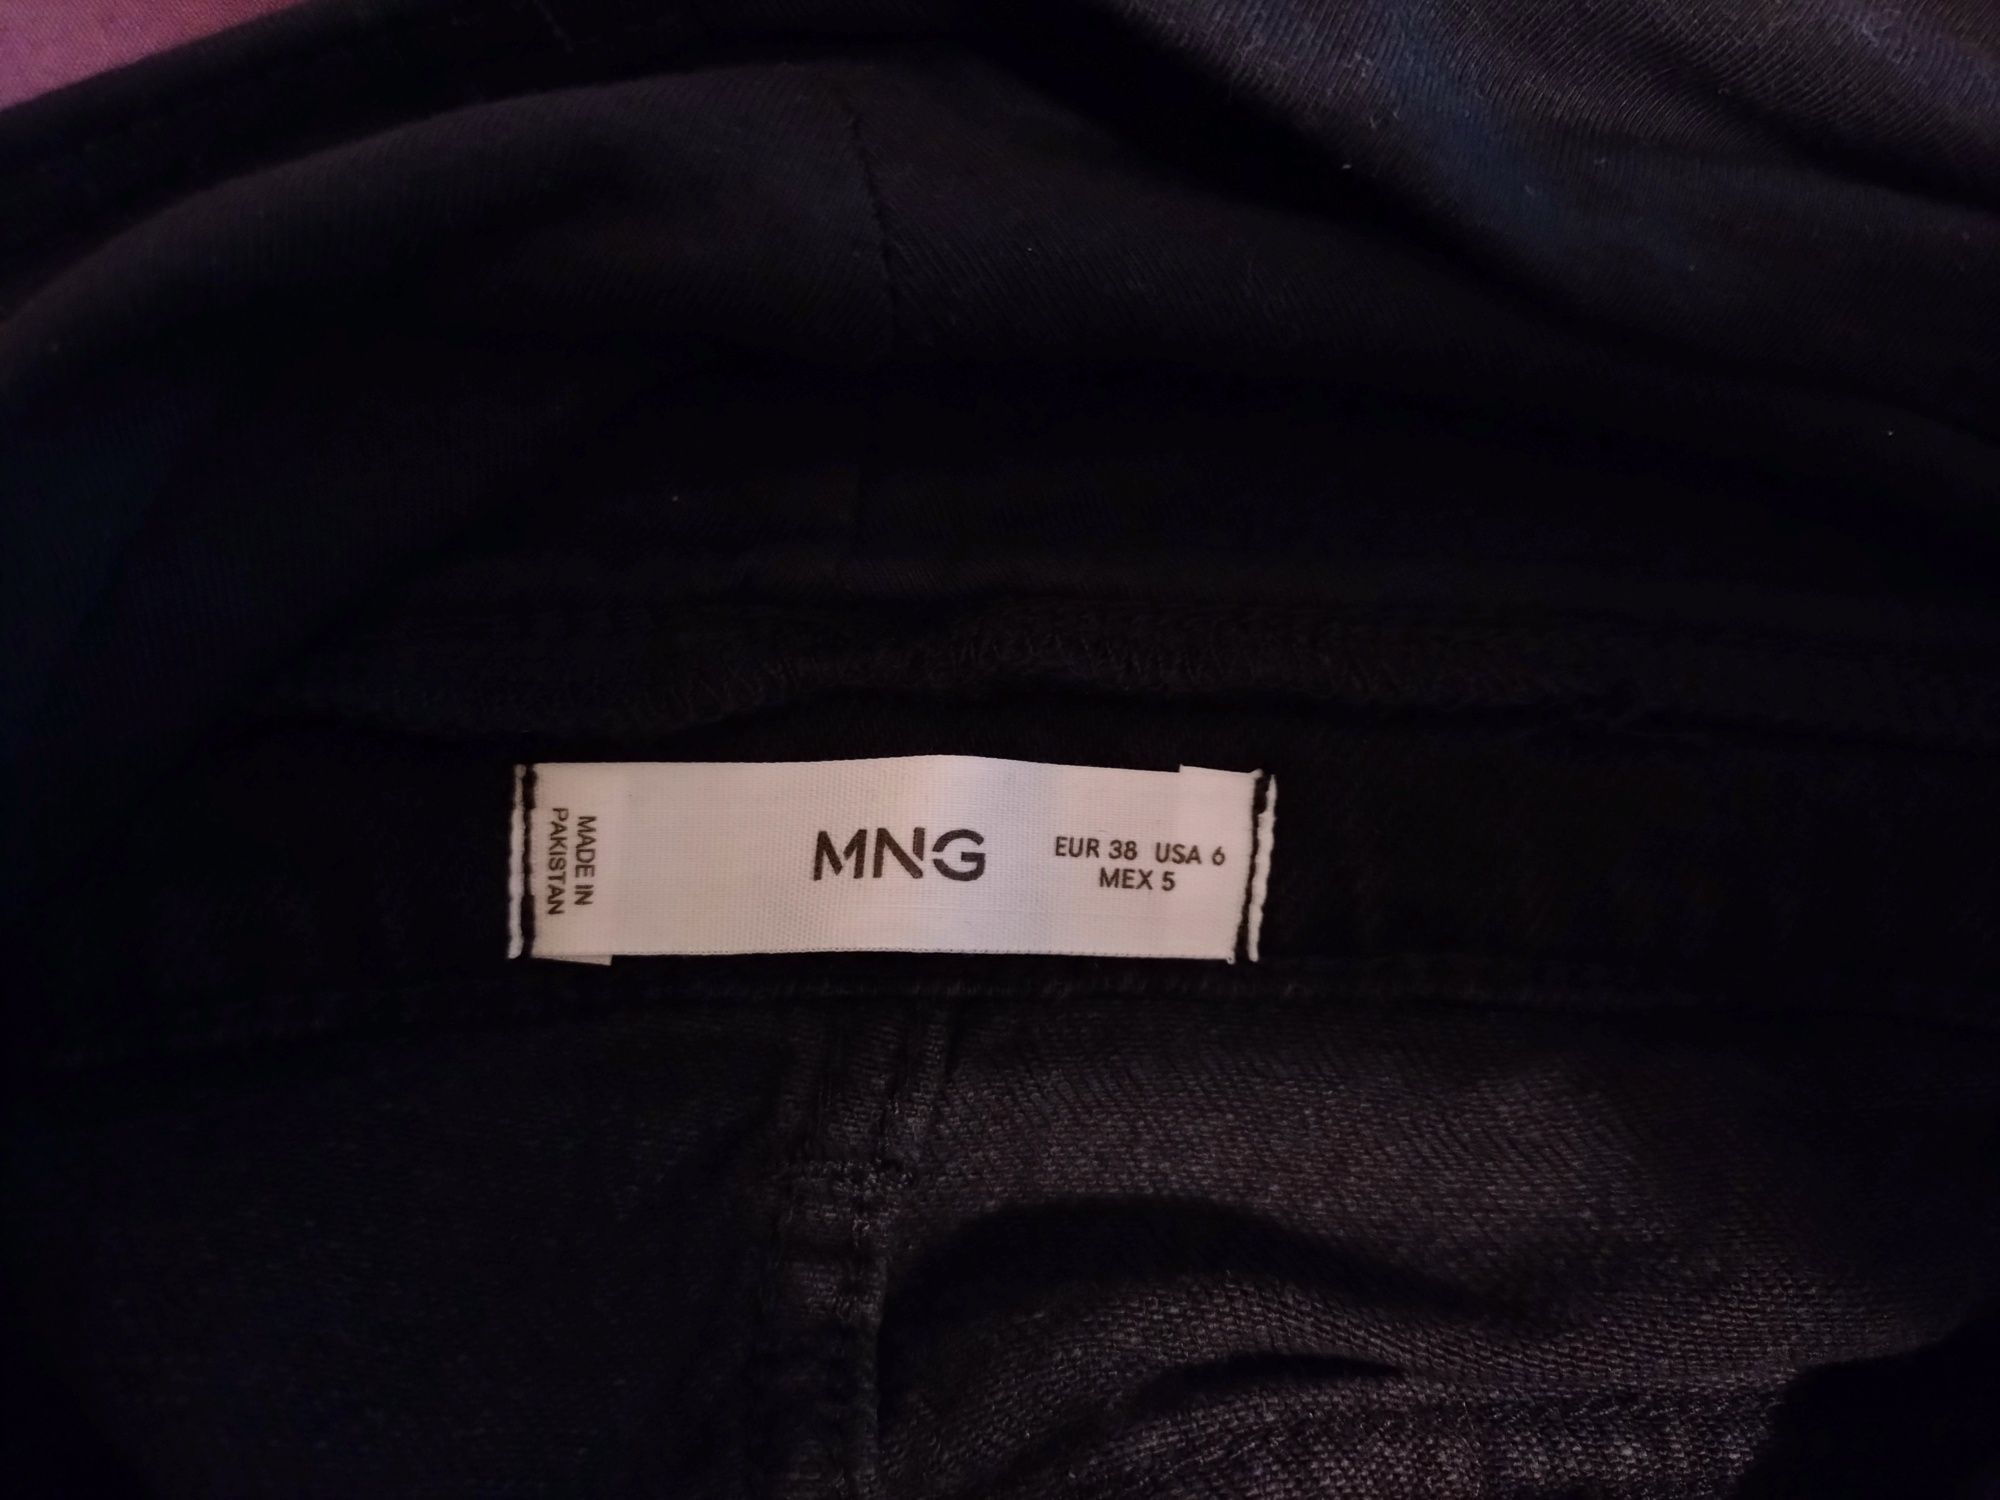 MADE IN
PAKISTAN
MNG
EUR 38 USA 6
MEX 5